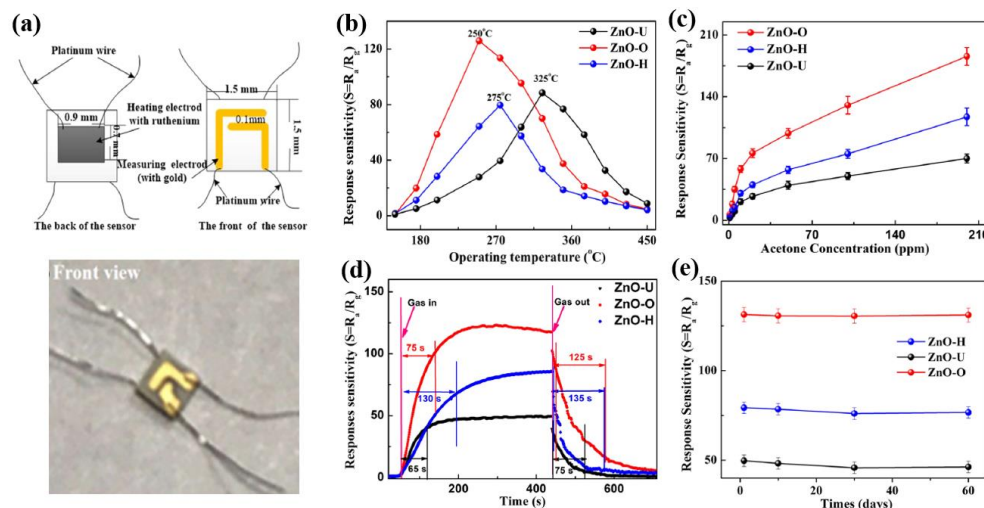 (a)
Platinum wire
1.5 mm
0.9 mm
Heating electrod
with ruthenium
0.1mm
1.5 mm
Measuring electrod
(with gold)
Platinum wire
The back of the sensor
The front of the sensor
Front view
(b)
Response sensitivity(S=Ra/Rg)
120
80
40
0
250°C
275°C
325°C
ZnO-U
ZnO-O
ZnO-H
180
270
360
450
Operating temperature (°C)
(c)
Response Sensitivity (S=Ra/Rg)
210
140
70
0
ZnO-O
ZnO-H
ZnO-U
0
70
140
210
Acetone Concentration (ppm)
(d)
Responses sensitivity (S=Ra/Rg)
150
100
50
0
Gas in
Gas out
ZnO-U
ZnO-O
ZnO-H
75 s
125 s
130 s
135 s
65 s
75 s
200
400
600
Time (s)
(e)
Response Sensitivity (S=Ra/Rg)
150
100
50
ZnO-H
ZnO-U
ZnO-O
0
20
40
60
Times (days)